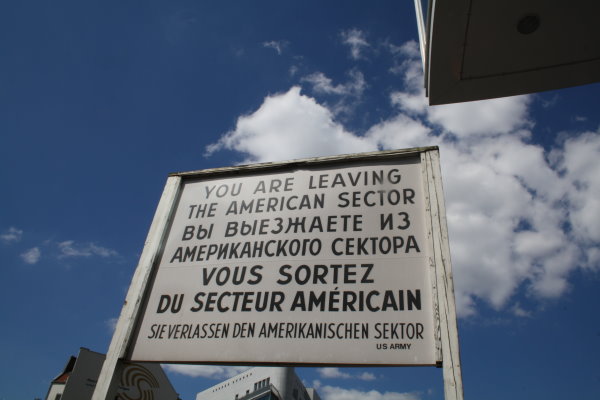 YOU ARE LEAVING
THE AMERICAN SECTOR
ВЫ ВЫЕЗЖАЕТЕ ИЗ
АМЕРИКАНСКОГО СЕКТОРА
VOUS SORTEZ
DU SECTEUR AMÉRICAIN
SIE VERLASSEN DEN AMERIKANISCHEN SEKTOR
US ARMY